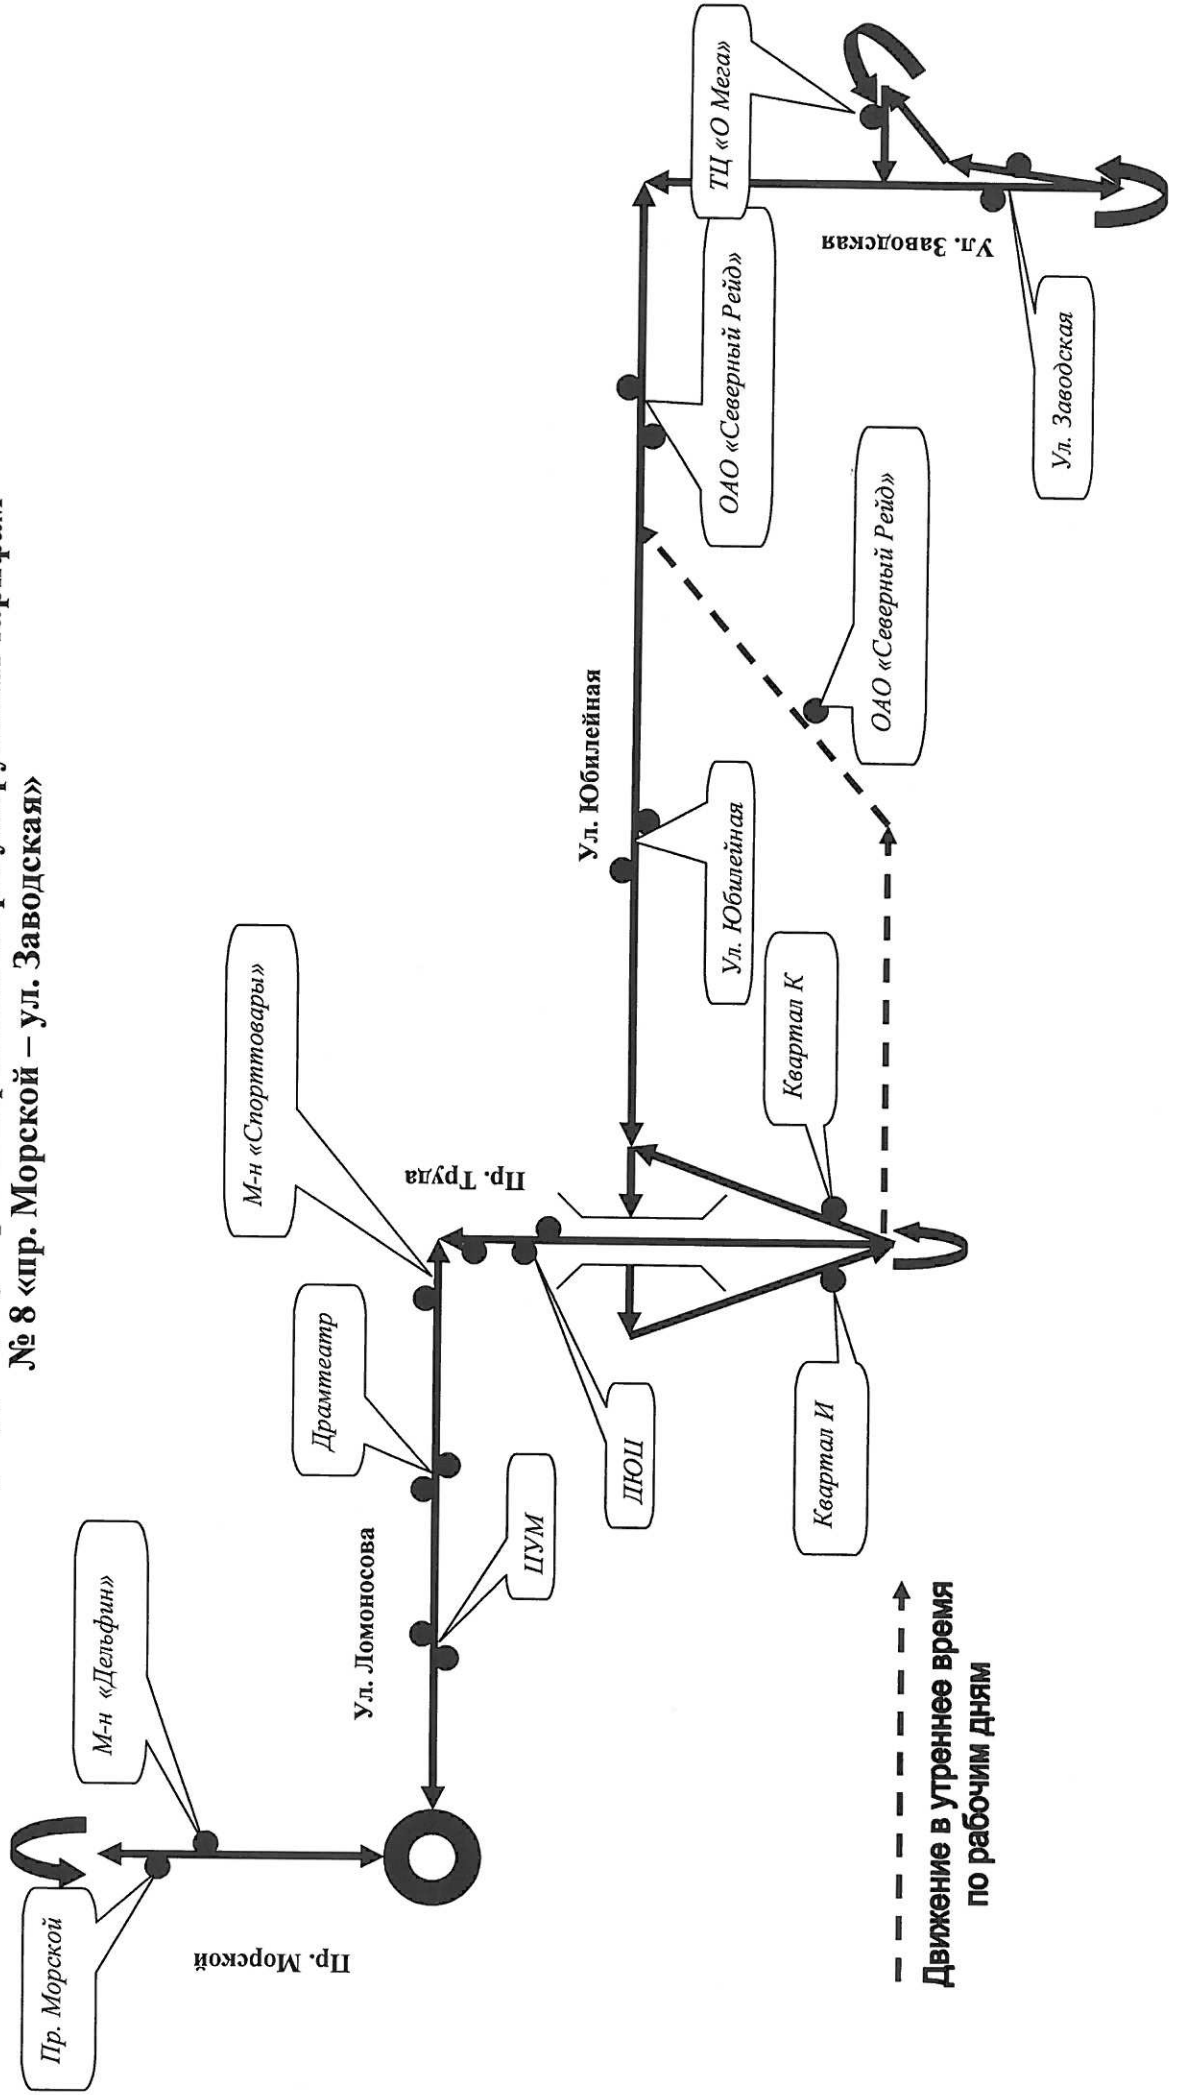 № 8 «пр. Морской – ул. Заводская»
Пр. Морской
М-н «Дельфин»
Пр. Морской
Ул. Ломоносова
ЦУМ
Драмтеатр
М-н «Спорттовары»
Пр. Труда
ДЮЦ
Квартал И
Квартал К
Ул. Юбилейная
Ул. Юбилейная
ОАО «Северный Рейд»
ОАО «Северный Рейд»
ТЦ «О Мега»
Ул. Заводская
Ул. Заводская
Движение в утреннее время
по рабочим дням